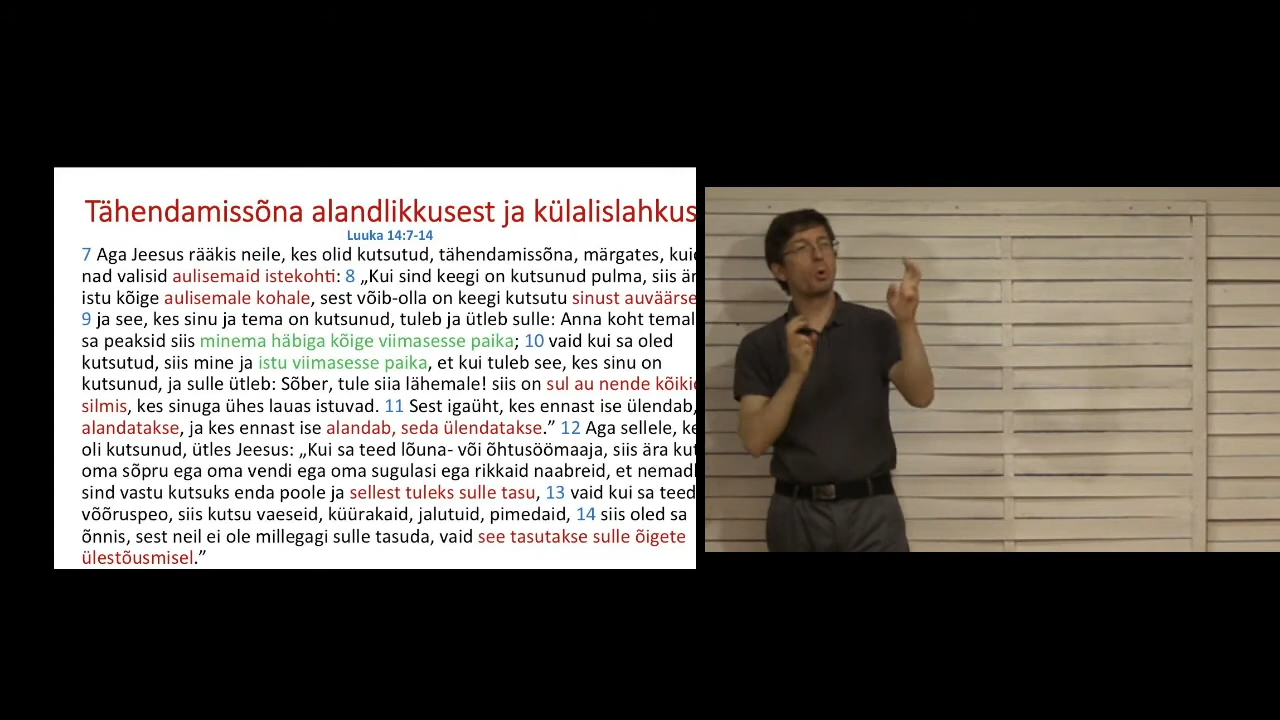 Tähendamissõna alandlikkusest ja külalislahkus
Luuka 14:7-14
7 Aga Jeesus rääkis neile, kes olid kutsutud, tähendamissõna, märgates,
nad valisid aulisemaid istekohti: 8 „Kui sind keegi on kutsunud pulma, siis
istu kõige aulisemale kohale, sest võib-olla on keegi kutsutu sinust auväärse
9 ja see, kes sinu ja tema on kutsunud, tuleb ja ütleb sulle: Anna koht temal
sa peaksid siis minema häbiga kõige viimasesse paika; 10 vaid kui sa oled
kutsutud, siis mine ja istu viimasesse paika, et kui tuleb see, kes sinu on
kutsunud, ja sulle ütleb: Sõber, tule siia lähemale! siis on sul au nende
silmis, kes sinuga ühes lauas istuvad. 11 Sest igaüht, kes ennast ise ülendab,
alandatakse, ja kes ennast ise alandab, seda ülendatakse.” 12 Aga sellele,
oli kutsunud, ütles Jeesus: „Kui sa teed lõuna- või õhtusöömaaja, siis ära
oma sõpru ega oma vendi ega oma sugulasi ega rikkaid naabreid, et
sind vastu kutsuks enda poole ja sellest tuleks sulle tasu, 13 vaid kui sa teed
võõruspeo, siis kutsu vaeseid, küürakaid, jalutuid, pimedaid, 14 siis oled sa
õnnis, sest neil ei ole millegagi sulle tasuda, vaid see tasutakse sulle õigete
ülestõusmisel.”